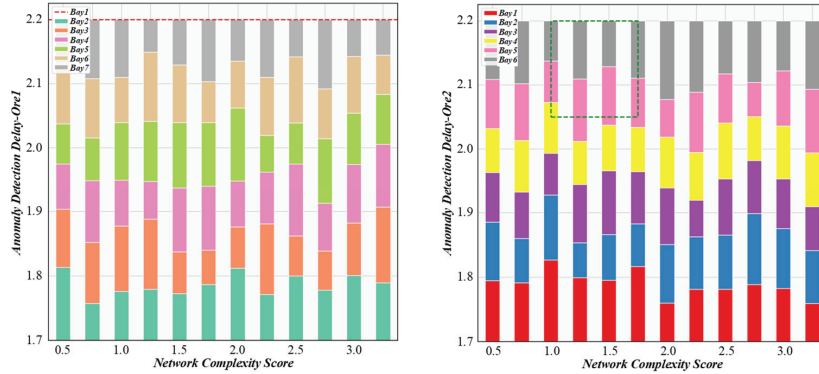 Bay1
Bay2
Bay3
Bay4
Bay5
Bay6
Bay7
2.2
2.1
2.0
1.9
1.8
1.7
Anomaly Detection Delay-Ore1
0.5
1.0
1.5
2.0
2.5
3.0
Network Complexity Score
Bay1
Bay2
Bay3
Bay4
Bay5
Bay6
2.2
2.1
2.0
1.9
1.8
1.7
Anomaly Detection Delay-Ore2
0.5
1.0
1.5
2.0
2.5
3.0
Network Complexity Score